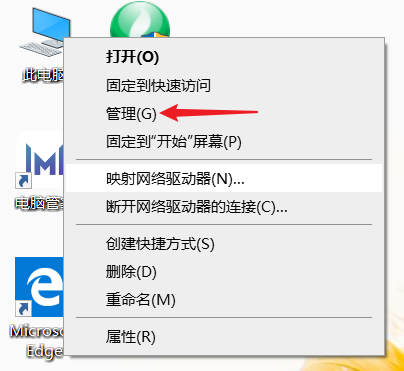 打开(O)
固定到快速访问
管理(G)
固定到“开始”屏幕(P)
映射网络驱动器(N)...
断开网络驱动器的连接(C)...
创建快捷方式(S)
删除(D)
重命名(M)
属性(R)
此电脑
电脑管
Microso
Edge